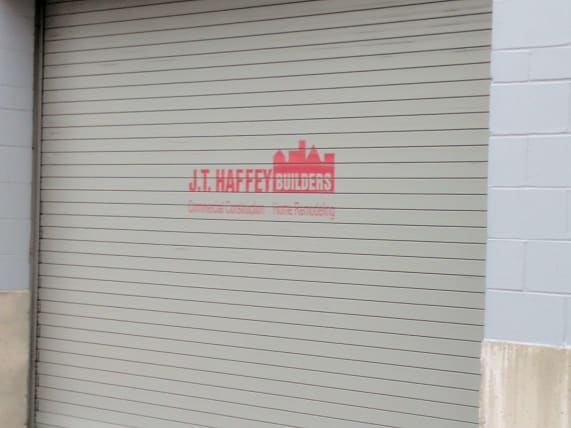 J.T. HAFFEY BUILDERS
Commercial Construction Home Remodeling